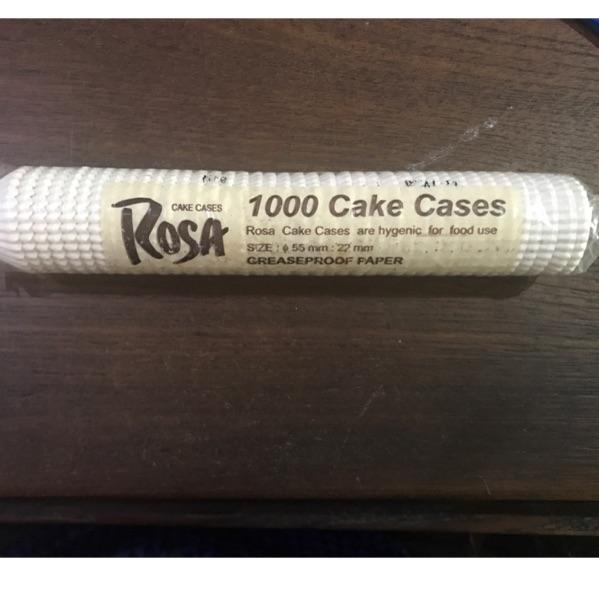 CAKE CASES
ROSA
1000 Cake Cases
Rosa Cake Cases are hygenic for food use
SIZE : ϕ 55 mm : 22 mm
GREASEPROOF PAPER